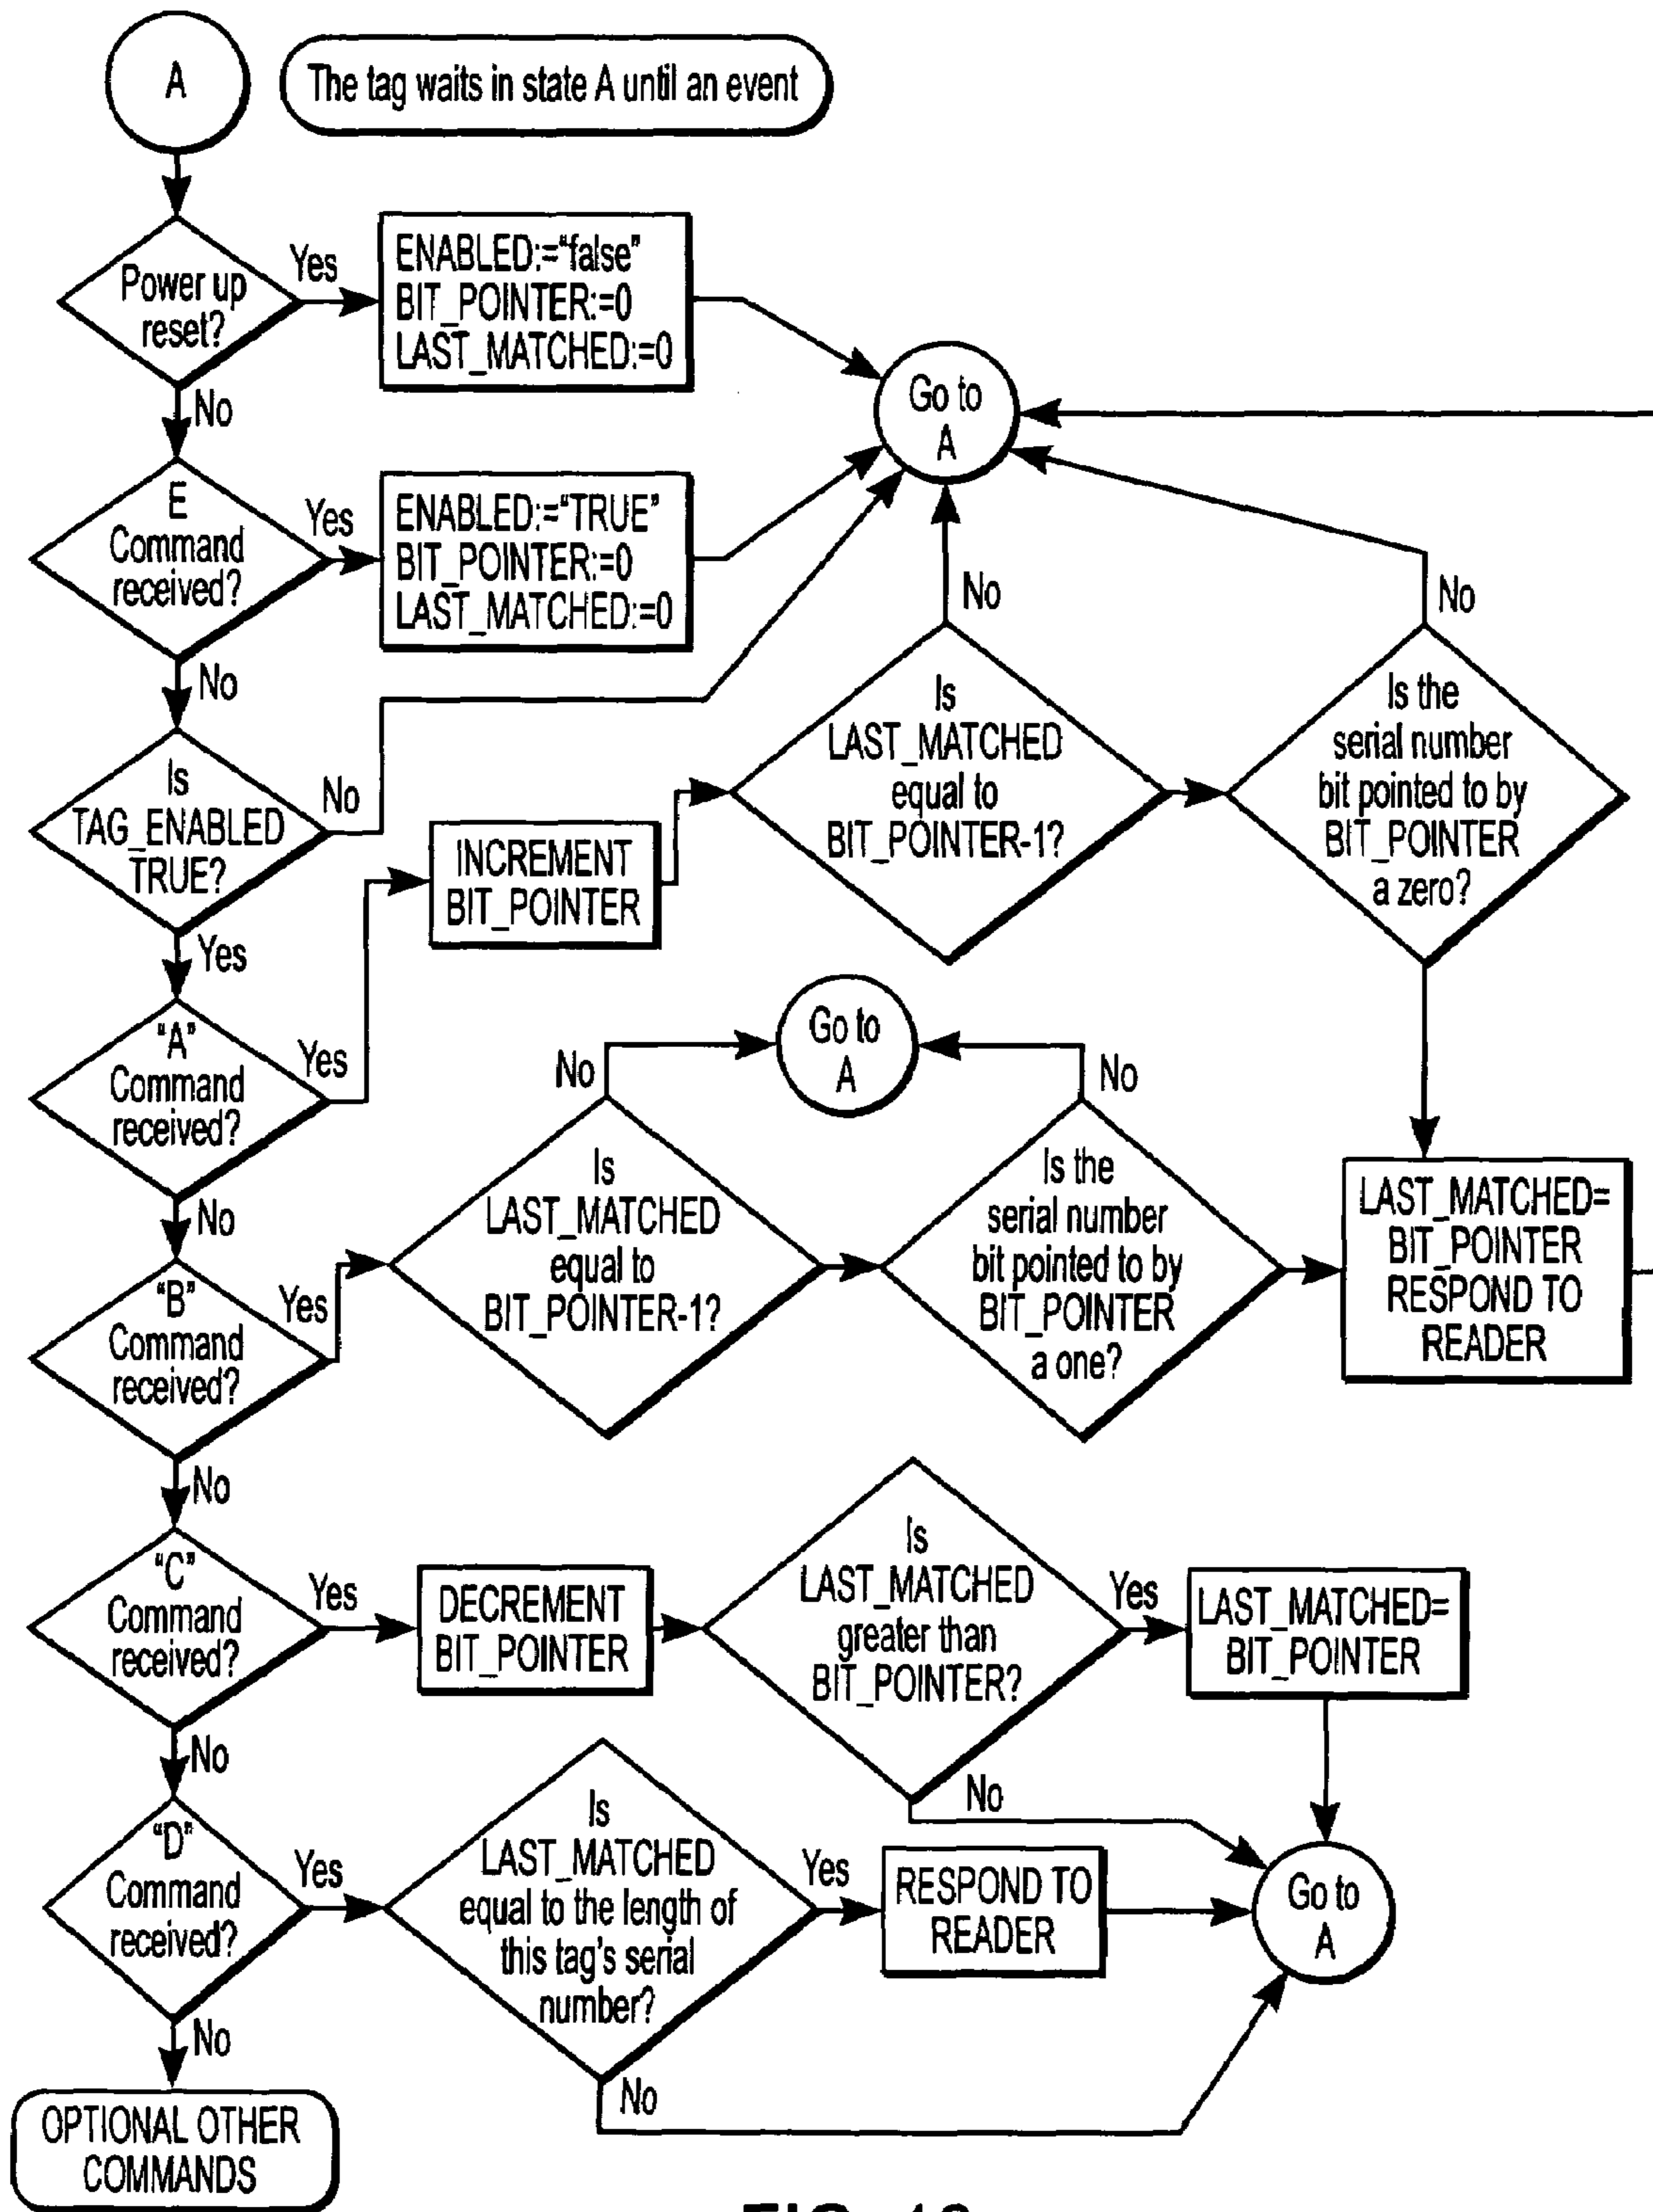 A
The tag waits in state A until an event
Power up
reset?
Yes
ENABLED:="false"
BIT_POINTER:=0
LAST_MATCHED:=0
No
Go to
A
E
Command
received?
Yes
ENABLED:="TRUE"
BIT_POINTER:=0
LAST_MATCHED:=0
No
Is
TAG_ENABLED
TRUE?
No
Yes
"A"
Command
received?
Yes
INCREMENT
BIT_POINTER
Is
LAST_MATCHED
equal to
BIT_POINTER-1?
No
Is the
serial number
bit pointed to by
BIT_POINTER
a zero?
No
No
"B"
Command
received?
Yes
Is
LAST_MATCHED
equal to
BIT_POINTER-1?
No
Go to
A
Is the
serial number
bit pointed to by
BIT_POINTER
a one?
No
LAST_MATCHED=
BIT_POINTER
RESPOND TO
READER
No
"C"
Command
received?
Yes
DECREMENT
BIT_POINTER
Is
LAST_MATCHED
greater than
BIT_POINTER?
Yes
LAST_MATCHED=
BIT_POINTER
No
No
"D"
Command
received?
Yes
Is
LAST_MATCHED
equal to the length of
this tag's serial
number?
Yes
RESPOND TO
READER
Go to
A
No
No
OPTIONAL OTHER
COMMANDS